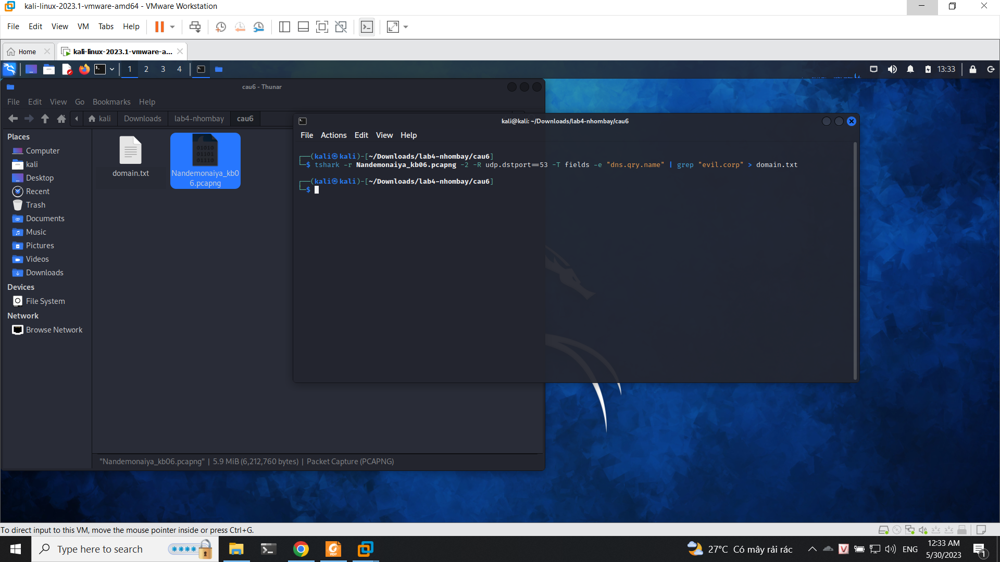 kali-linux-2023.1-vmware-amd64 - VMware Workstation
File Edit View VM Tabs Help
Home kali-linux-2023.1-vmware-a...
1 2 3 4 13:33
cau6 - Thunar
File Edit View Go Bookmarks Help
kali Downloads lab4-nhombay cau6
Places
Computer
kali
Desktop
Recent
Trash
Documents
Music
Pictures
Videos
Downloads
Devices
File System
Network
Browse Network
domain.txt
01010
01101
01110
Nandemonaiya_kb0
6.pcapng
"Nandemonaiya_kb06.pcapng" | 5.9 MiB (6,212,760 bytes) | Packet Capture (PCAPNG)
kali@kali: ~/Downloads/lab4-nhombay/cau6
File Actions Edit View Help
┌──(kali㉿kali)-[~/Downloads/lab4-nhombay/cau6]
└─$ tshark -r Nandemonaiya_kb06.pcapng -2 -R udp.dstport==53 -T fields -e "dns.qry.name" | grep "evil.corp" > domain.txt
┌──(kali㉿kali)-[~/Downloads/lab4-nhombay/cau6]
└─$
To direct input to this VM, move the mouse pointer inside or press Ctrl+G.
Type here to search
PDF
27°C Có mây rải rác
V
ENG
12:33 AM
5/30/2023
1